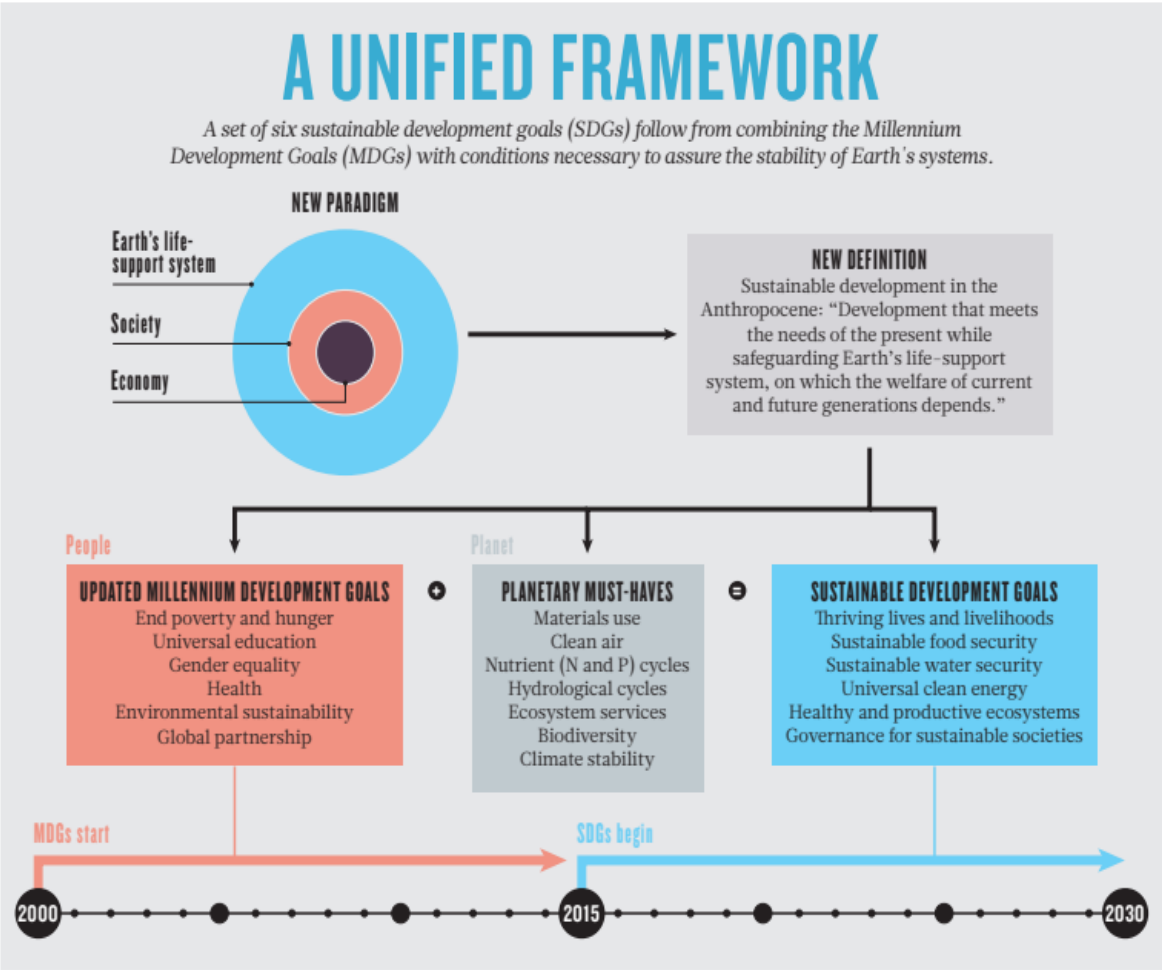 A UNIFIED FRAMEWORK
A set of six sustainable development goals (SDGs) follow from combining the Millennium
Development Goals (MDGs) with conditions necessary to assure the stability of Earth's systems.
NEW PARADIGM
Earth's life-
support system
Society
Economy
NEW DEFINITION
Sustainable development in the
Anthropocene: “Development that meets
the needs of the present while
safeguarding Earth's life-support
system, on which the welfare of current
and future generations depends.”
People
UPDATED MILLENNIUM DEVELOPMENT GOALS
End poverty and hunger
Universal education
Gender equality
Health
Environmental sustainability
Global partnership
+
Planet
PLANETARY MUST-HAVES
Materials use
Clean air
Nutrient (N and P) cycles
Hydrological cycles
Ecosystem services
Biodiversity
Climate stability
=
SUSTAINABLE DEVELOPMENT GOALS
Thriving lives and livelihoods
Sustainable food security
Sustainable water security
Universal clean energy
Healthy and productive ecosystems
Governance for sustainable societies
MDGs start
SDGs begin
2000
2015
2030